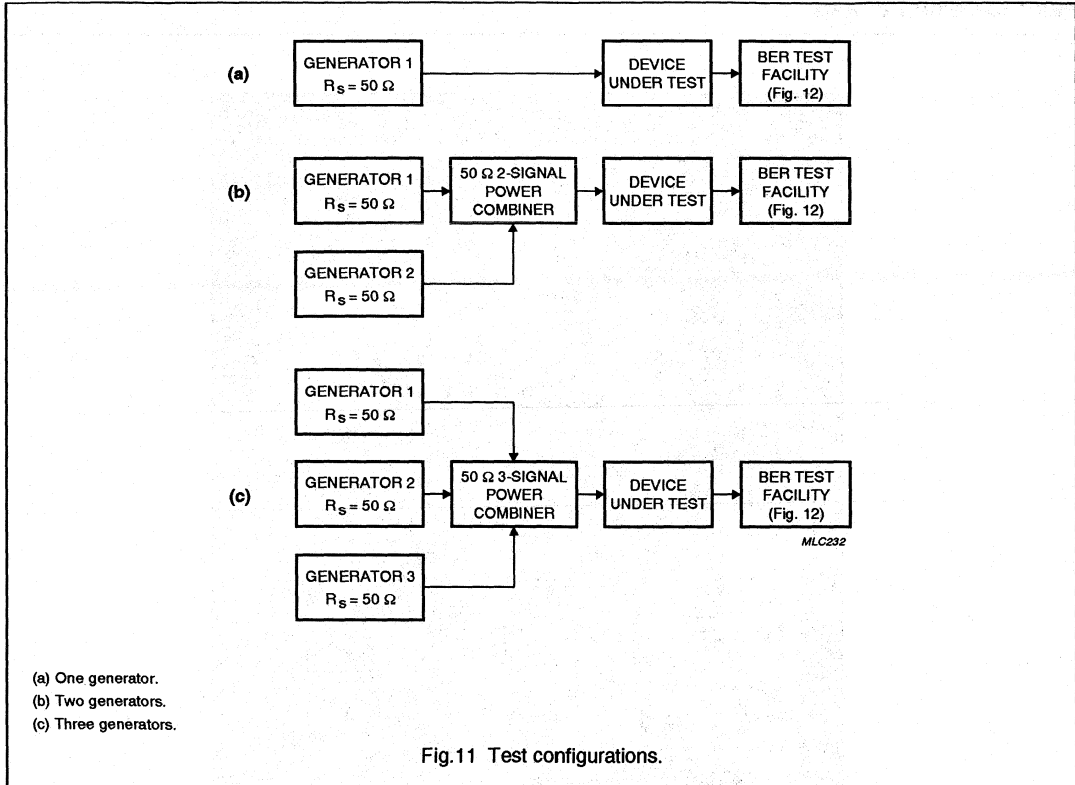 (a)
GENERATOR 1
RS = 50 Ω
DEVICE
UNDER TEST
BER TEST
FACILITY
(Fig. 12)
(b)
GENERATOR 1
RS = 50 Ω
50 Ω 2-SIGNAL
POWER
COMBINER
DEVICE
UNDER TEST
BER TEST
FACILITY
(Fig. 12)
GENERATOR 2
RS = 50 Ω
GENERATOR 1
RS = 50 Ω
(c)
GENERATOR 2
RS = 50 Ω
50 Ω 3-SIGNAL
POWER
COMBINER
DEVICE
UNDER TEST
BER TEST
FACILITY
(Fig. 12)
MLC232
GENERATOR 3
RS = 50 Ω
(a) One generator.
(b) Two generators.
(c) Three generators.
Fig.11 Test configurations.